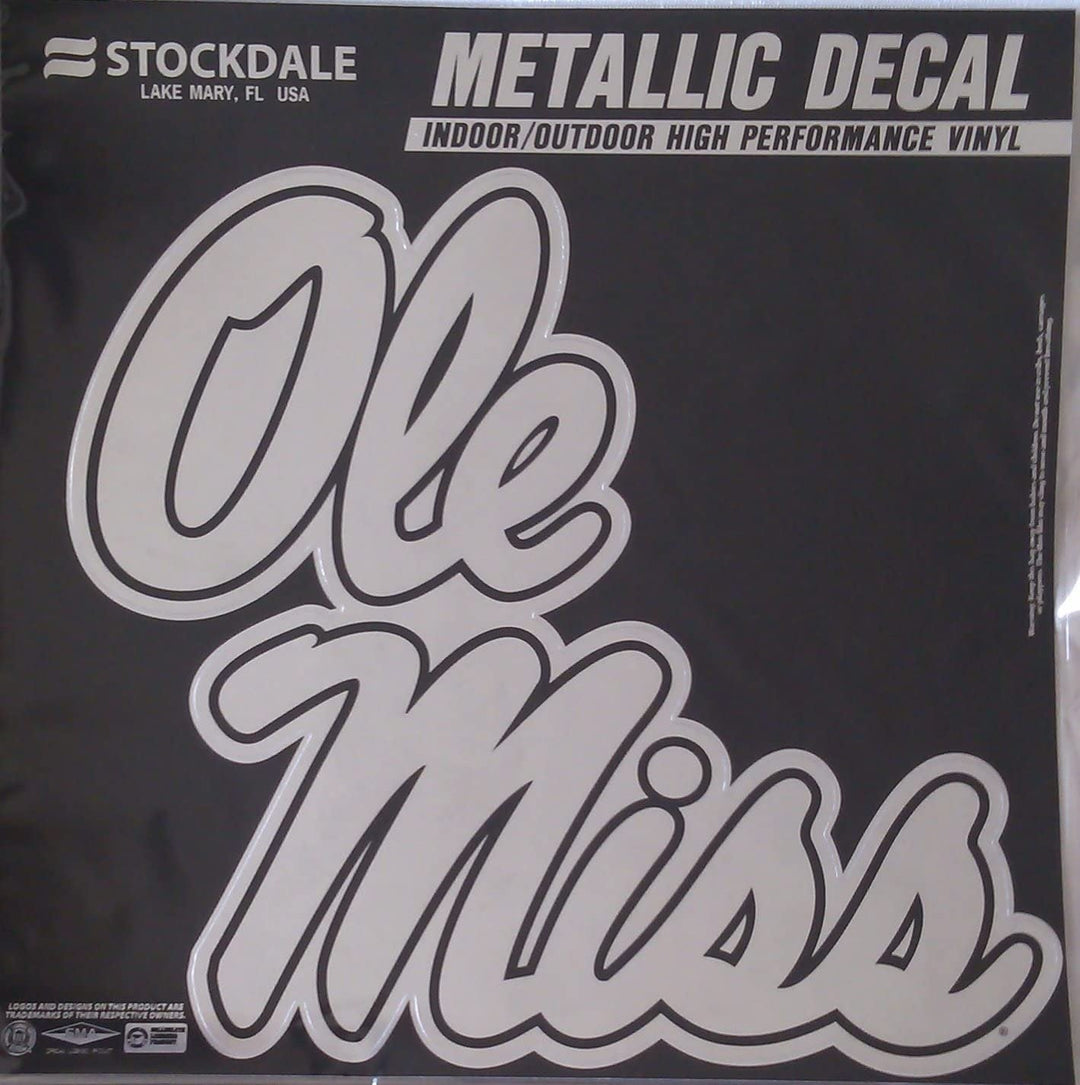 STOCKDALE
LAKE MARY, FL USA
METALLIC DECAL
INDOOR/OUTDOOR HIGH PERFORMANCE VINYL
Ole
Miss
®
LOGOS AND DESIGNS ON THIS PRODUCT ARE
TRADEMARKS OF THEIR RESPECTIVE OWNERS.
SMA